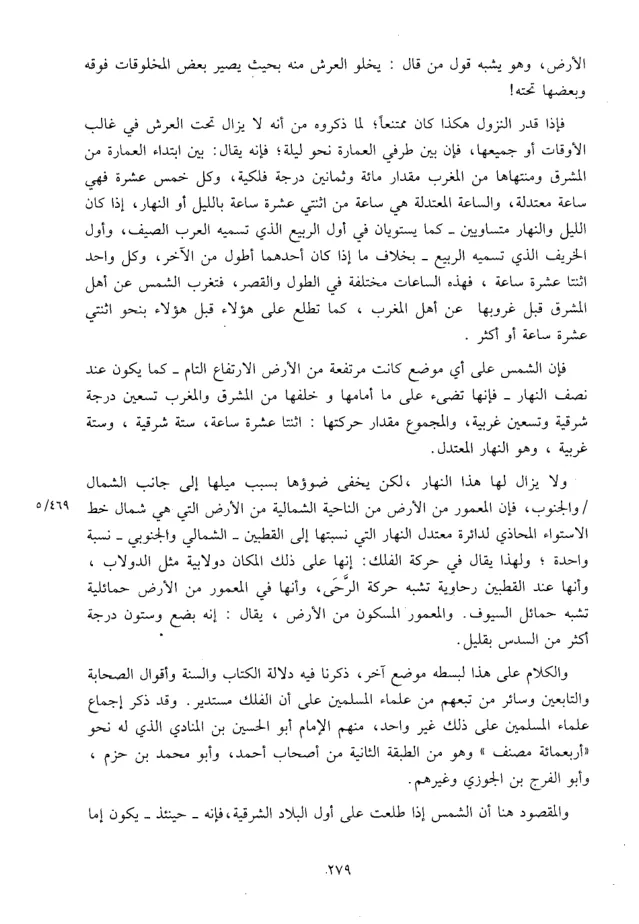 الأرض، وهو يشبه قول من قال : يخلو العرش منه بحيث يصير بعض المخلوقات فوقه
وبعضها تحته!
فإذا قدر النزول هكذا كان ممتنعاً؛ لما ذكروه من أنه لا يزال تحت العرش في غالب
الأوقات أو جميعها، فإن بين طرفي العمارة نحو ليلة؛ فإنه يقال: بين ابتداء العمارة من
المشرق ومنتهاها من المغرب مقدار مائة وثمانين درجة فلكية، وكل خمس عشرة فهي
ساعة معتدلة، والساعة المعتدلة هي ساعة من اثنتي عشرة ساعة بالليل أو النهار، إذا كان
الليل والنهار متساويين ـ كما يستويان في أول الربيع الذي تسميه العرب الصيف، وأول
الخريف الذي تسميه الربيع ـ بخلاف ما إذا كان أحدهما أطول من الآخر، وكل واحد
اثنتا عشرة ساعة ، فهذه الساعات مختلفة في الطول والقصر، فتغرب الشمس عن أهل
المشرق قبل غروبها عن أهل المغرب ، كما تطلع على هؤلاء قبل هؤلاء بنحو اثنتي
عشرة ساعة أو أكثر .
فإن الشمس على أي موضع كانت مرتفعة من الأرض الارتفاع التام ـ كما يكون عند
نصف النهار ـ فإنها تضىء على ما أمامها و خلفها من المشرق والمغرب تسعين درجة
شرقية وتسعين غربية، والمجموع مقدار حركتها : اثنتا عشرة ساعة، ستة شرقية ، وستة
غربية ، وهو النهار المعتدل.
ولا يزال لها هذا النهار ،لكن يخفى ضوؤها بسبب ميلها إلى جانب الشمال
/ والجنوب، فإن المعمور من الأرض من الناحية الشمالية من الأرض التي هي شمال خط
٥/٤٦٩
الاستواء المحاذي لدائرة معتدل النهار التي نسبتها إلى القطبين ـ الشمالي والجنوبي ـ نسبة
واحدة ؛ ولهذا يقال في حركة الفلك: إنها على ذلك المكان دولابية مثل الدولاب ،
وأنها عند القطبين رحاوية تشبه حركة الرَّحَى، وأنها في المعمور من الأرض حمائلية
تشبه حمائل السيوف. والمعمور المسكون من الأرض ، يقال : إنه بضع وستون درجة
أكثر من السدس بقليل.
والكلام على هذا لبسطه موضع آخر، ذكرنا فيه دلالة الكتاب والسنة وأقوال الصحابة
والتابعين وسائر من تبعهم من علماء المسلمين على أن الفلك مستدير . وقد ذكر إجماع
علماء المسلمين على ذلك غير واحد، منهم الإمام أبو الحسين بن المنادي الذي له نحو
«أربعمائة مصنف » وهو من الطبقة الثانية من أصحاب أحمد، وأبو محمد بن حزم ،
وأبو الفرج بن الجوزي وغيرهم.
والمقصود هنا أن الشمس إذا طلعت على أول البلاد الشرقية،فإنه ـ حينئذ ـ يكون إما
٢٧٩